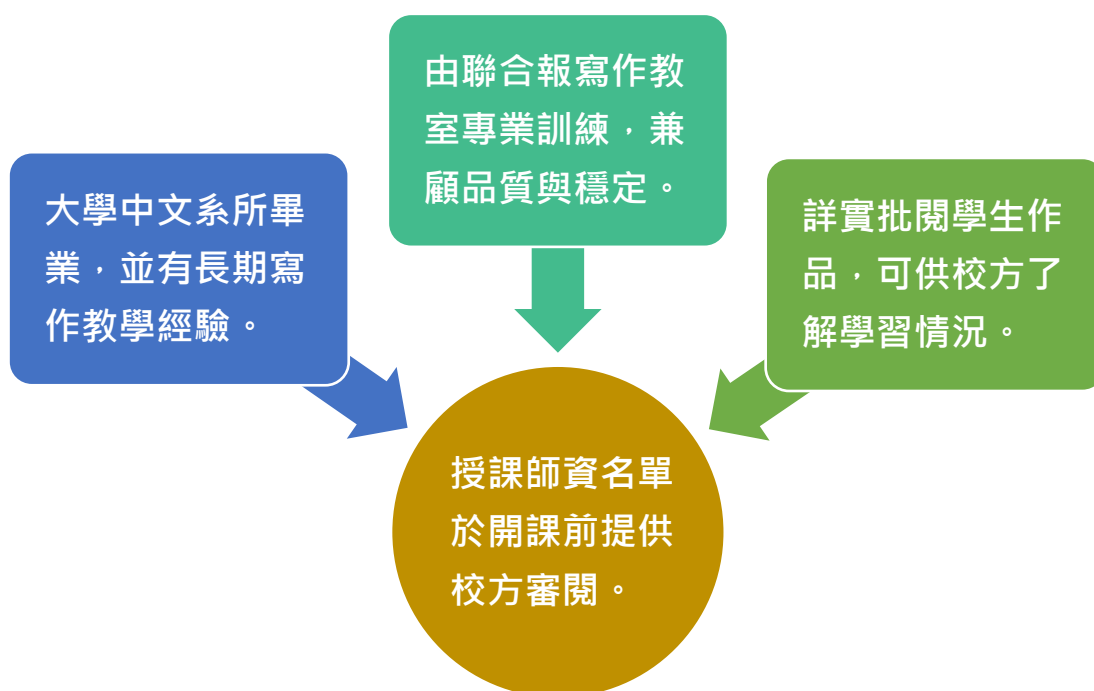 由聯合報寫作教
室專業訓練，兼
顧品質與穩定。
大學中文系所畢
業，並有長期寫
作教學經驗。
詳實批閱學生作
品，可供校方了
解學習情況。
授課師資名單
於開課前提供
校方審閱。